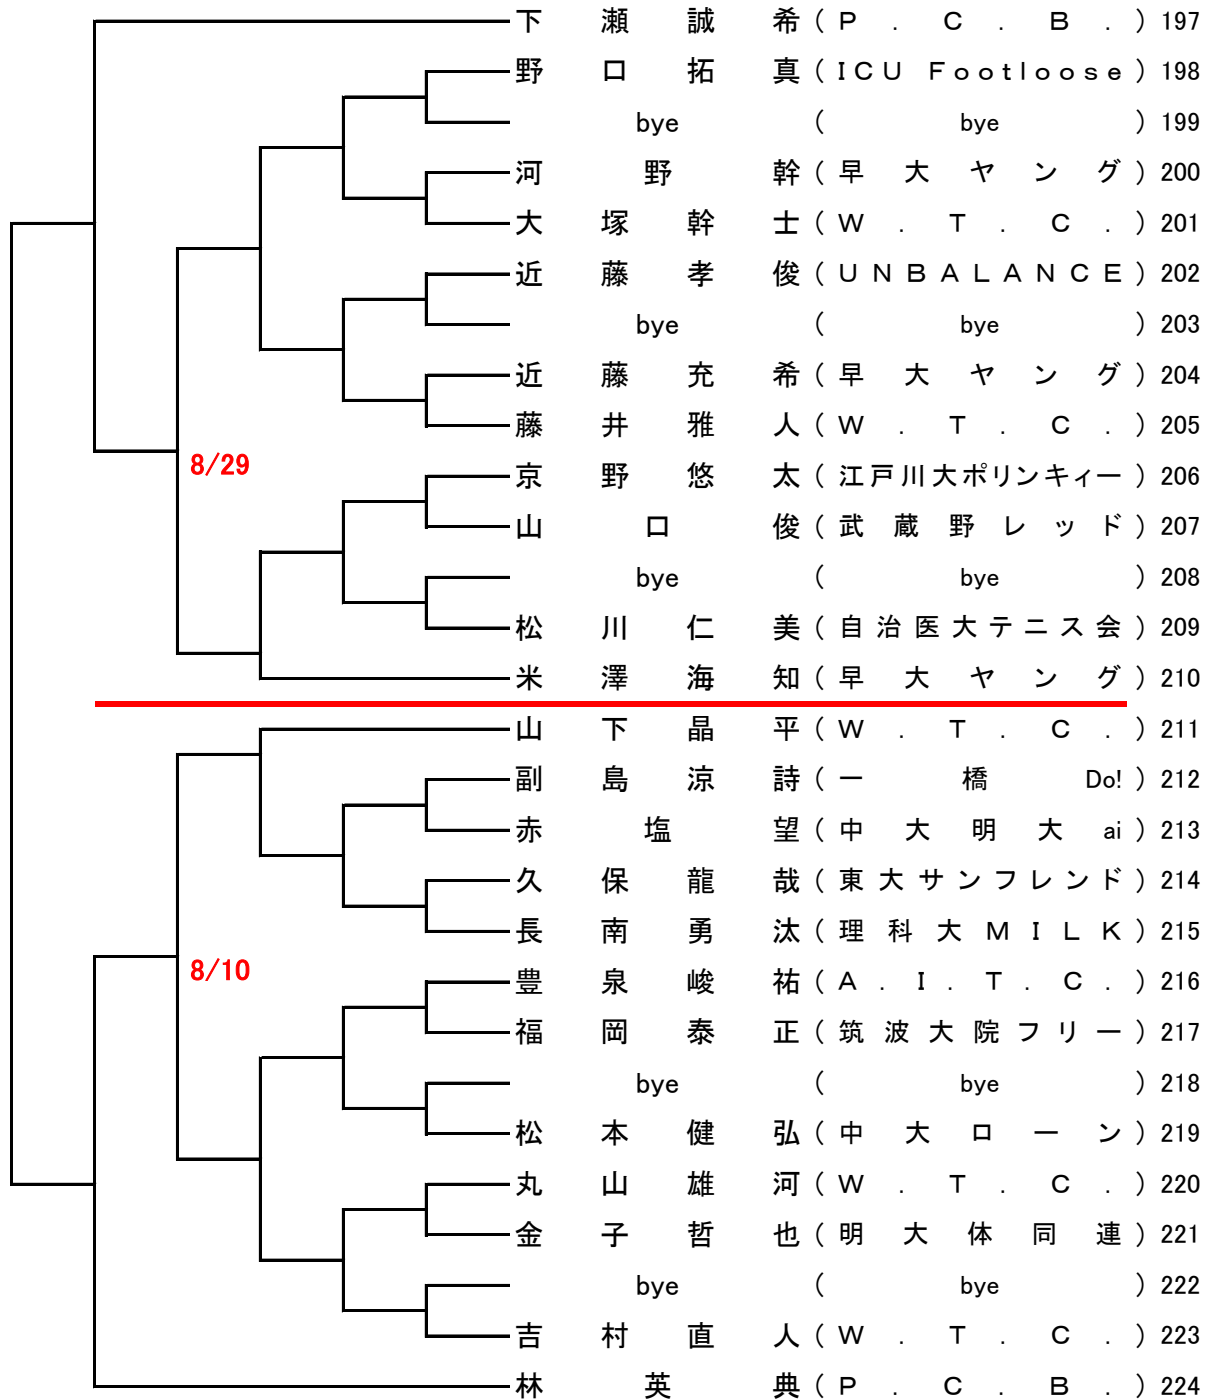 下瀬誠希(P.C.B.)197
野口拓真(ICU Footloose)198
bye(bye)199
河野幹(早大ヤング)200
大塚幹士(W.T.C.)201
近藤孝俊(UNBALANCE)202
bye(bye)203
近藤充希(早大ヤング)204
藤井雅人(W.T.C.)205
8/29
京野悠太(江戸川大ポリンキィー)206
山口俊(武蔵野レッド)207
bye(bye)208
松川仁美(自治医大テニス会)209
米澤海知(早大ヤング)210
山下晶平(W.T.C.)211
副島涼詩(一橋Do!)212
赤塩望(中大明大ai)213
久保龍哉(東大サンフレンド)214
長南勇汰(理科大MILK)215
8/10
豊泉峻祐(A.I.T.C.)216
福岡泰正(筑波大院フリー)217
bye(bye)218
松本健弘(中大ローン)219
丸山雄河(W.T.C.)220
金子哲也(明大体同連)221
bye(bye)222
吉村直人(W.T.C.)223
林英典(P.C.B.)224